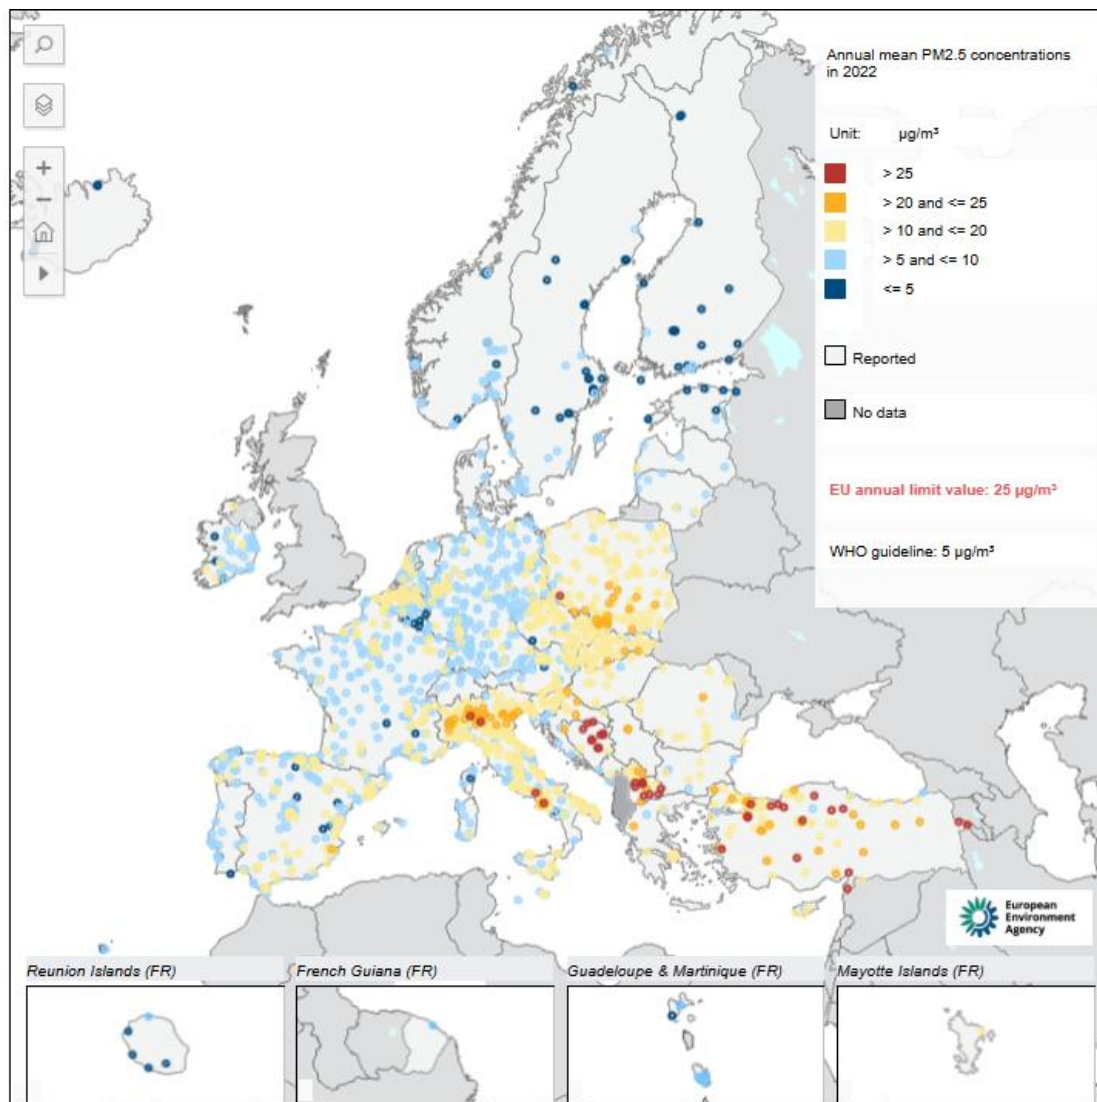 Annual mean PM2.5 concentrations
in 2022
Unit: µg/m³
> 25
> 20 and <= 25
> 10 and <= 20
> 5 and <= 10
<= 5
Reported
No data
EU annual limit value: 25 µg/m³
WHO guideline: 5 µg/m³
European
Environment
Agency
Reunion Islands (FR)
French Guiana (FR)
Guadeloupe & Martinique (FR)
Mayotte Islands (FR)